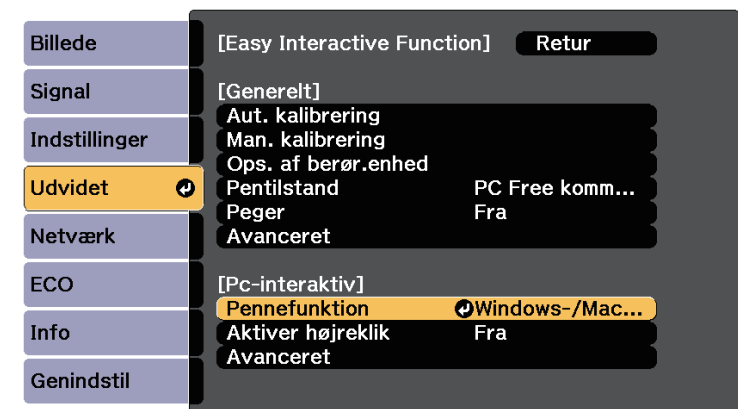 Billede
Signal
Indstillinger
Udvidet
Netværk
ECO
Info
Genindstil
[Easy Interactive Function] Retur
[Generelt]
Aut. kalibrering
Man. kalibrering
Ops. af berør.enhed
Pentilstand PC Free komm...
Peger Fra
Avanceret
[Pc-interaktiv]
Pennefunktion Windows-/Mac...
Aktiver højreklik Fra
Avanceret